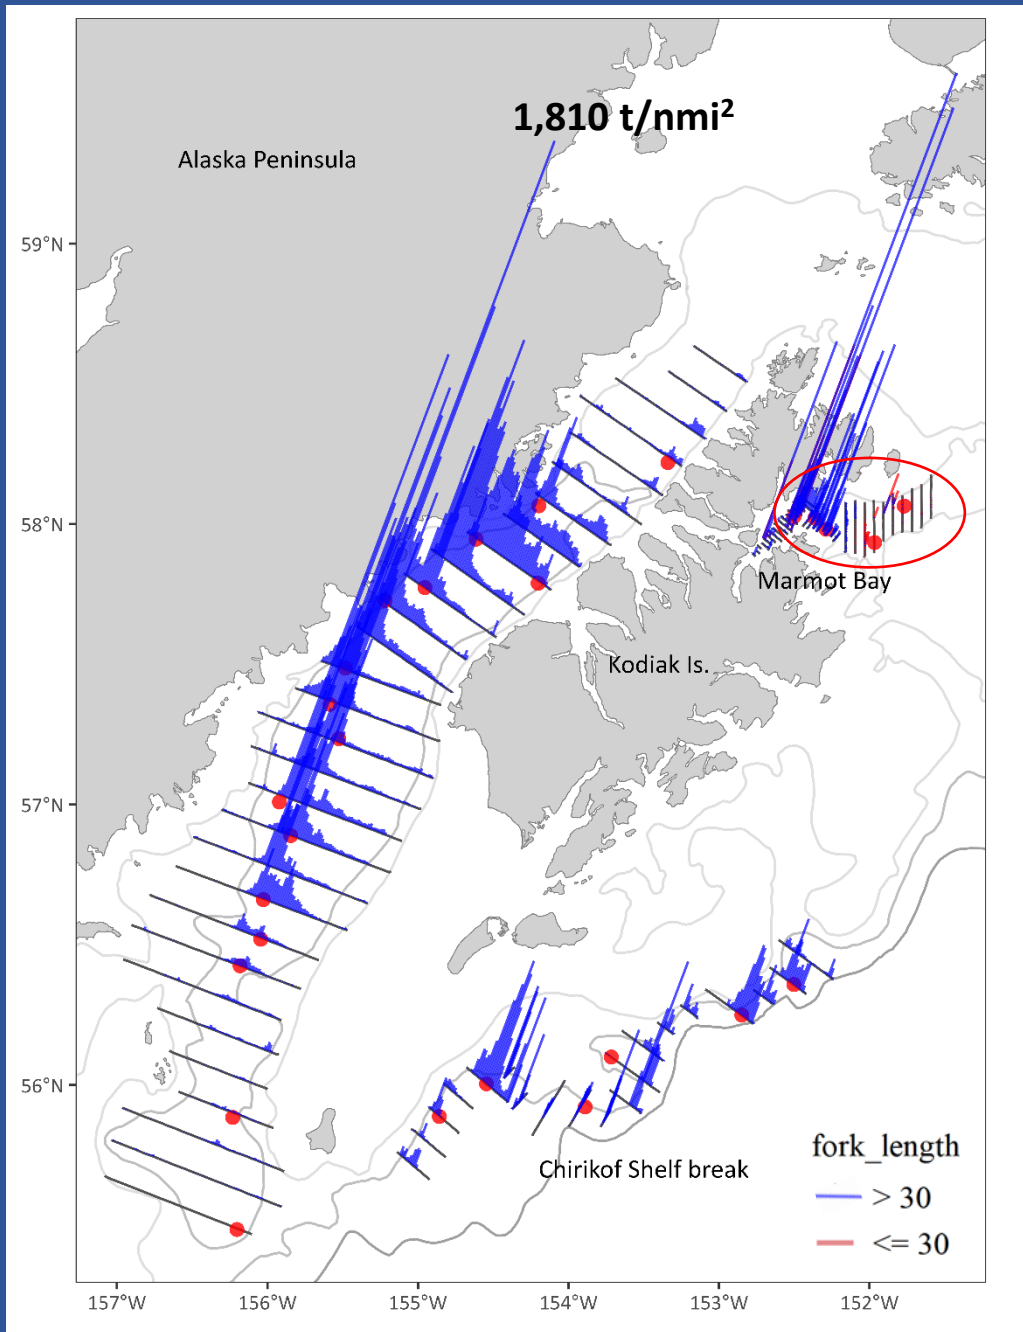 1,810 t/nmi²
Alaska Peninsula
59°N
58°N
Marmot Bay
Kodiak Is.
57°N
56°N
Chirikof Shelf break
fork_length
> 30
<= 30
157°W
156°W
155°W
154°W
153°W
152°W